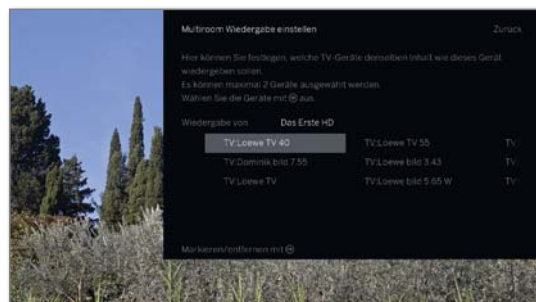 Multiroom Wiedergabe einstellen Zurück
Hier können Sie festlegen, welche TV-Geräte denselben Inhalt wie dieses Gerät
wiedergeben sollen.
Es können maximal 2 Geräte ausgewählt werden.
Wählen Sie die Geräte mit OK aus.
Wiedergabe von Das Erste HD
TV:Loewe TV 40 TV:Loewe TV 55 TV:
TV:Dominik bild 7.55 TV:Loewe bild 3.43 TV:
TV:Loewe TV TV:Loewe bild 5.65 W TV:
Markieren/entfernen mit OK